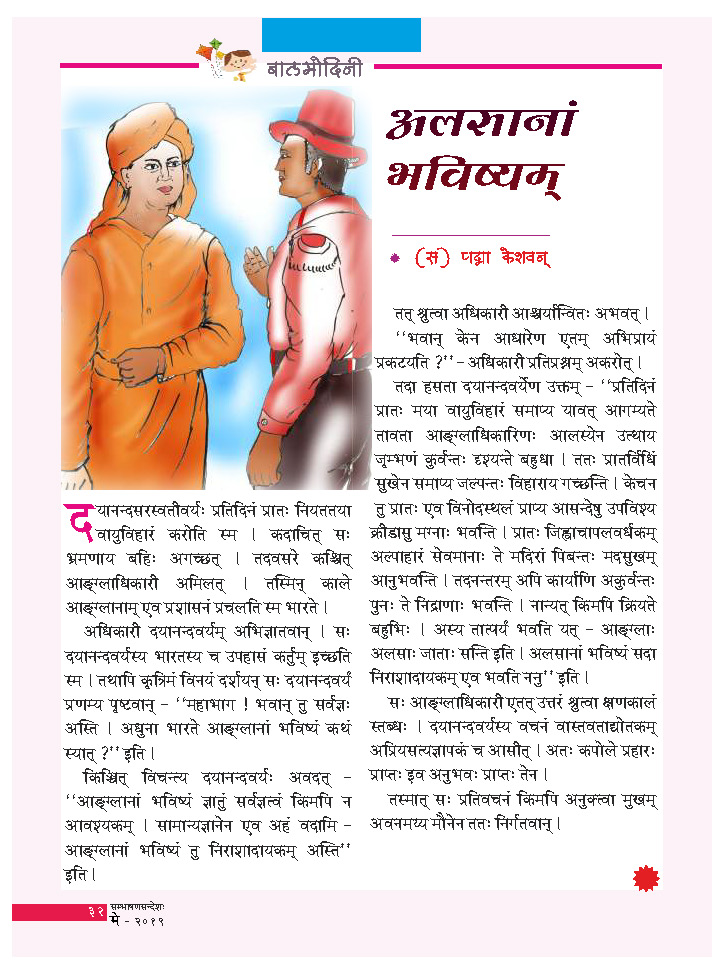 बालमोदिनी
अलसानां
भविष्यम्
(सं) पद्मा केशवन्
दयानन्दसरस्वतीवर्यः प्रतिदिनं प्रातः नियततया
वायुविहारं करोति स्म । कदाचित् सः
भ्रमणाय बहिः अगच्छत् । तदवसरे कश्चित्
आङ्ग्लाधिकारी अमिलत् । तस्मिन् काले
आङ्ग्लानाम् एव प्रशासनं प्रचलति स्म भारते ।
अधिकारी दयानन्दवर्यम् अभिज्ञातवान् । सः
दयानन्दवर्यस्य भारतस्य च उपहासं कर्तुम् इच्छति
स्म । तथापि कृत्रिमं विनयं दर्शयन् सः दयानन्दवर्यं
प्रणम्य पृष्टवान् - ‘‘महाभाग ! भवान् तु सर्वज्ञः
अस्ति । अधुना भारते आङ्ग्लानां भविष्यं कथं
स्यात् ?’’ इति ।
किञ्चित् विचिन्त्य दयानन्दवर्यः अवदत् -
‘‘आङ्ग्लानां भविष्यं ज्ञातुं सर्वज्ञत्वं किमपि न
आवश्यकम् । सामान्यज्ञानेन एव अहं वदामि -
आङ्ग्लानां भविष्यं तु निराशादायकम् अस्ति’’
इति ।
तत् श्रुत्वा अधिकारी आश्चर्यान्वितः अभवत् ।
‘‘भवान् केन आधारेण एतम् अभिप्रायं
प्रकटयति ?’’ - अधिकारी प्रतिप्रश्नम् अकरोत् ।
तदा हसता दयानन्दवर्येण उक्तम् - ‘‘प्रतिदिनं
प्रातः मया वायुविहारं समाप्य यावत् आगम्यते
तावता आङ्ग्लाधिकारिणः आलस्येन उत्थाय
जृम्भणं कुर्वन्तः दृश्यन्ते बहुधा । ततः प्रातर्विधिं
सुखेन समाप्य जल्पन्तः विहाराय गच्छन्ति । केचन
तु प्रातः एव विनोदस्थलं प्राप्य आसन्देषु उपविश्य
क्रीडासु मग्नाः भवन्ति । प्रातः जिह्वाचापलवर्धकम्
अल्पाहारं सेवमानाः ते मदिरां पिबन्तः मदसुखम्
आनुभवन्ति । तदनन्तरम् अपि कार्याणि अकुर्वन्तः
पुनः ते निद्राणाः भवन्ति । नान्यत् किमपि क्रियते
बहुभिः । अस्य तात्पर्यं भवति यत् - आङ्ग्लाः
अलसाः जाताः सन्ति इति । अलसानां भविष्यं सदा
निराशादायकम् एव भवति ननु’’ इति ।
सः आङ्ग्लाधिकारी एतत् उत्तरं श्रुत्वा क्षणकालं
स्तब्धः । दयानन्दवर्यस्य वचनं वास्तवताद्योतकम्
अप्रियसत्यज्ञापकं च आसीत् । अतः कपोले प्रहारः
प्राप्तः इव अनुभवः प्राप्तः तेन ।
तस्मात् सः प्रतिवचनं किमपि अनुक्त्वा मुखम्
अवनमय्य मौनेन ततः निर्गतवान् ।
३२ सम्भाषणसन्देशः
मे - २०१९